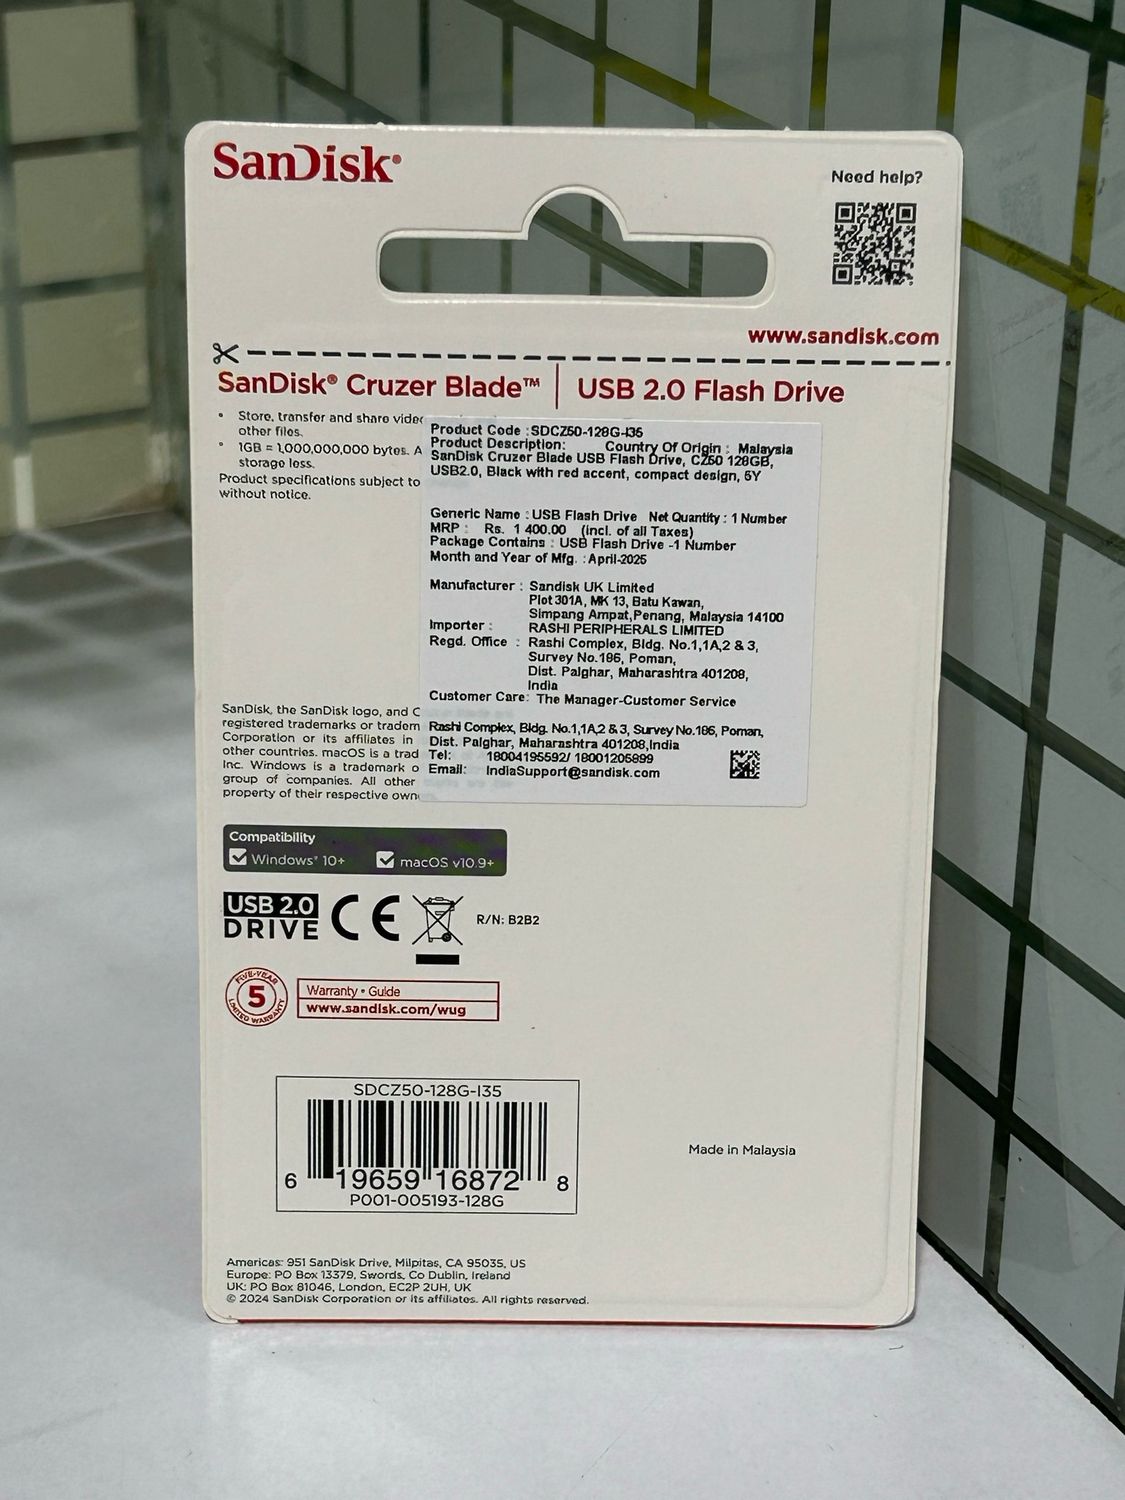 SanDisk®
Need help?
www.sandisk.com
SanDisk® Cruzer Blade™ | USB 2.0 Flash Drive
• Store, transfer and share
other files.
• 1GB = 1,000,000,000 bytes.
storage less.
Product specifications subject to
without notice.
Product Code : SDCZ50-128G-I35
Product Description: Country Of Origin : Malaysia
SanDisk Cruzer Blade USB Flash Drive, CZ50 128GB,
USB2.0, Black with red accent, compact design, 5Y
Generic Name : USB Flash Drive Net Quantity : 1 Number
MRP : Rs. 1 400.00 (Incl. of all Taxes)
Package Contains : USB Flash Drive -1 Number
Month and Year of Mfg. : April-2025
Manufacturer : Sandisk UK Limited
Plot 301A, MK 13, Batu Kawan,
Simpang Ampat,Penang, Malaysia 14100
Importer : RASHI PERIPHERALS LIMITED
Regd. Office : Rashi Complex, Bldg. No.1,1A,2 & 3,
Survey No.186, Poman,
Dist. Palghar, Maharashtra 401208,
India
Customer Care: The Manager-Customer Service
Rashi Complex, Bldg. No.1,1A,2 & 3, Survey No.186, Poman,
Dist. Palghar, Maharashtra 401208,India
Tel: 18004195592/ 18001205899
Email: IndiaSupport@sandisk.com
SanDisk, the SanDisk logo, and
registered trademarks or
Corporation or its affiliates in
other countries. macOS is a
Inc. Windows is a trademark
group of companies. All other
property of their respective
Compatibility
Windows® 10+ macOS v10.9+
USB 2.0
DRIVE CE R/N: B2B2
FIVE-YEAR
5
LIMITED WARRANTY
Warranty • Guide
www.sandisk.com/wug
SDCZ50-128G-I35
6 19659 16872 8
P001-005193-128G
Made in Malaysia
Americas: 951 SanDisk Drive, Milpitas, CA 95035, US
Europe: PO Box 13379, Swords, Co Dublin, Ireland
UK: PO Box 81046, London, EC2P 2UH, UK
© 2024 SanDisk Corporation or its affiliates. All rights reserved.